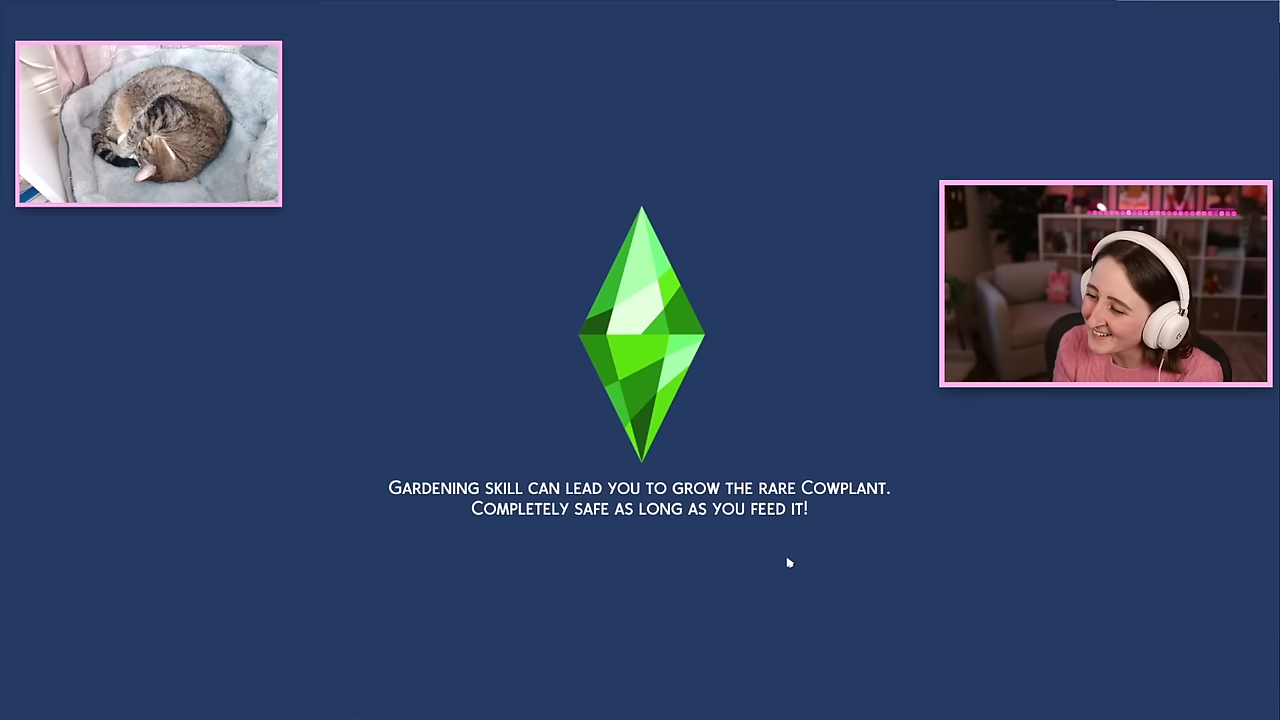 Gardening skill can lead you to grow the rare Cowplant.
Completely safe as long as you feed it!